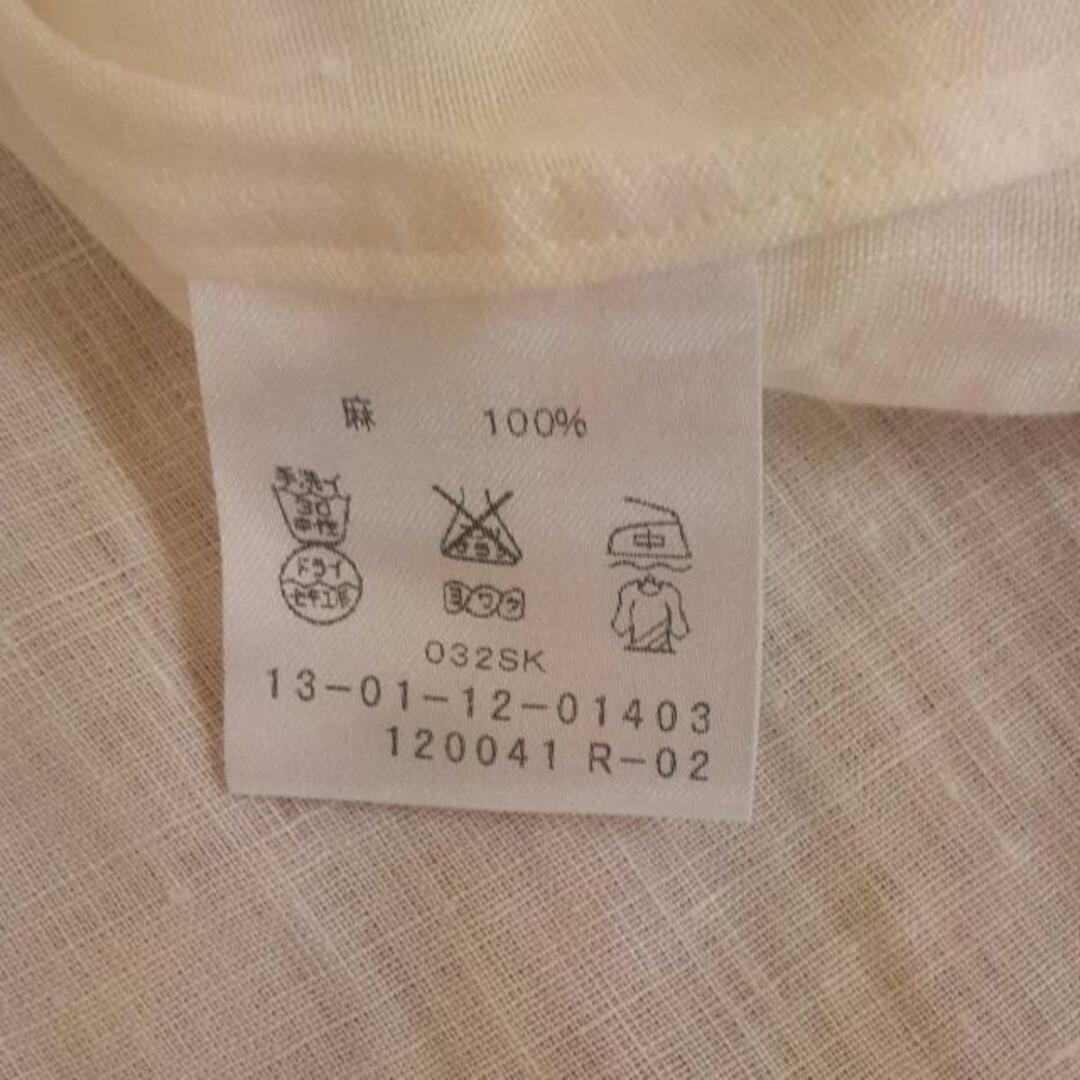 麻 100%
手洗イ
30
中性
エンソサラシ
中
ドライ
セキユ系
ヨワク
032SK
13-01-12-01403
120041 R-02